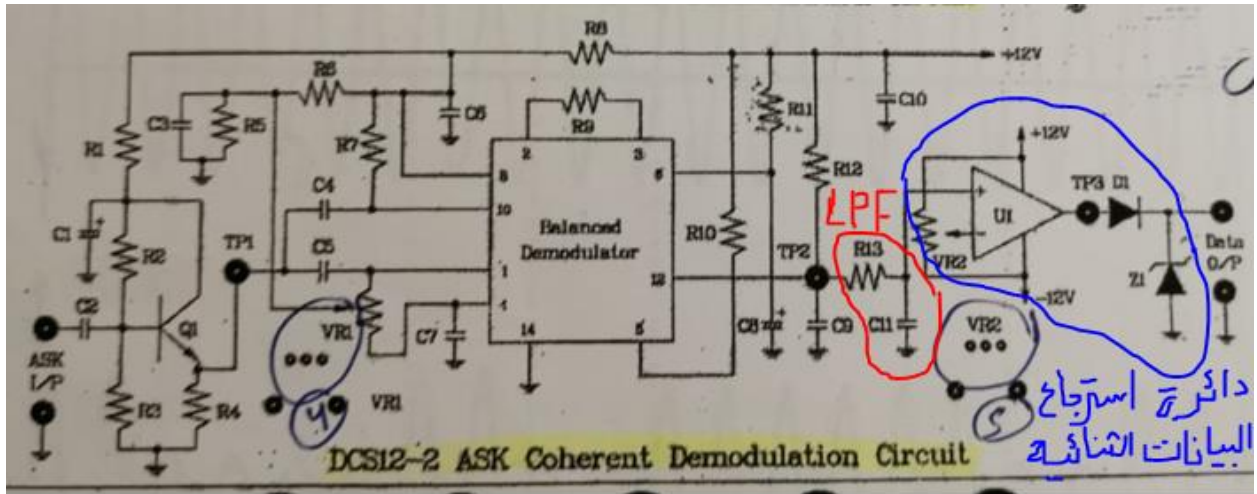 R8
+12V
R6
C3
R5
C6
R9
R11
C10
R1
R7
2
3
+12V
8
6
R12
C4
10
LPF
TP3 D1
C1
R2
TP1
Balanced
Demodulator
R10
U1
C5
1
TP2
R13
VR2
Data
O/P
C2
12
Z1
Q1
VR1
4
-12V
C7
14
5
C8
C9
C11
VR2
ASK
I/P
R3
R4
VR1
دائرة استرجاع
البيانات الثنائية
DCS12-2 ASK Coherent Demodulation Circuit